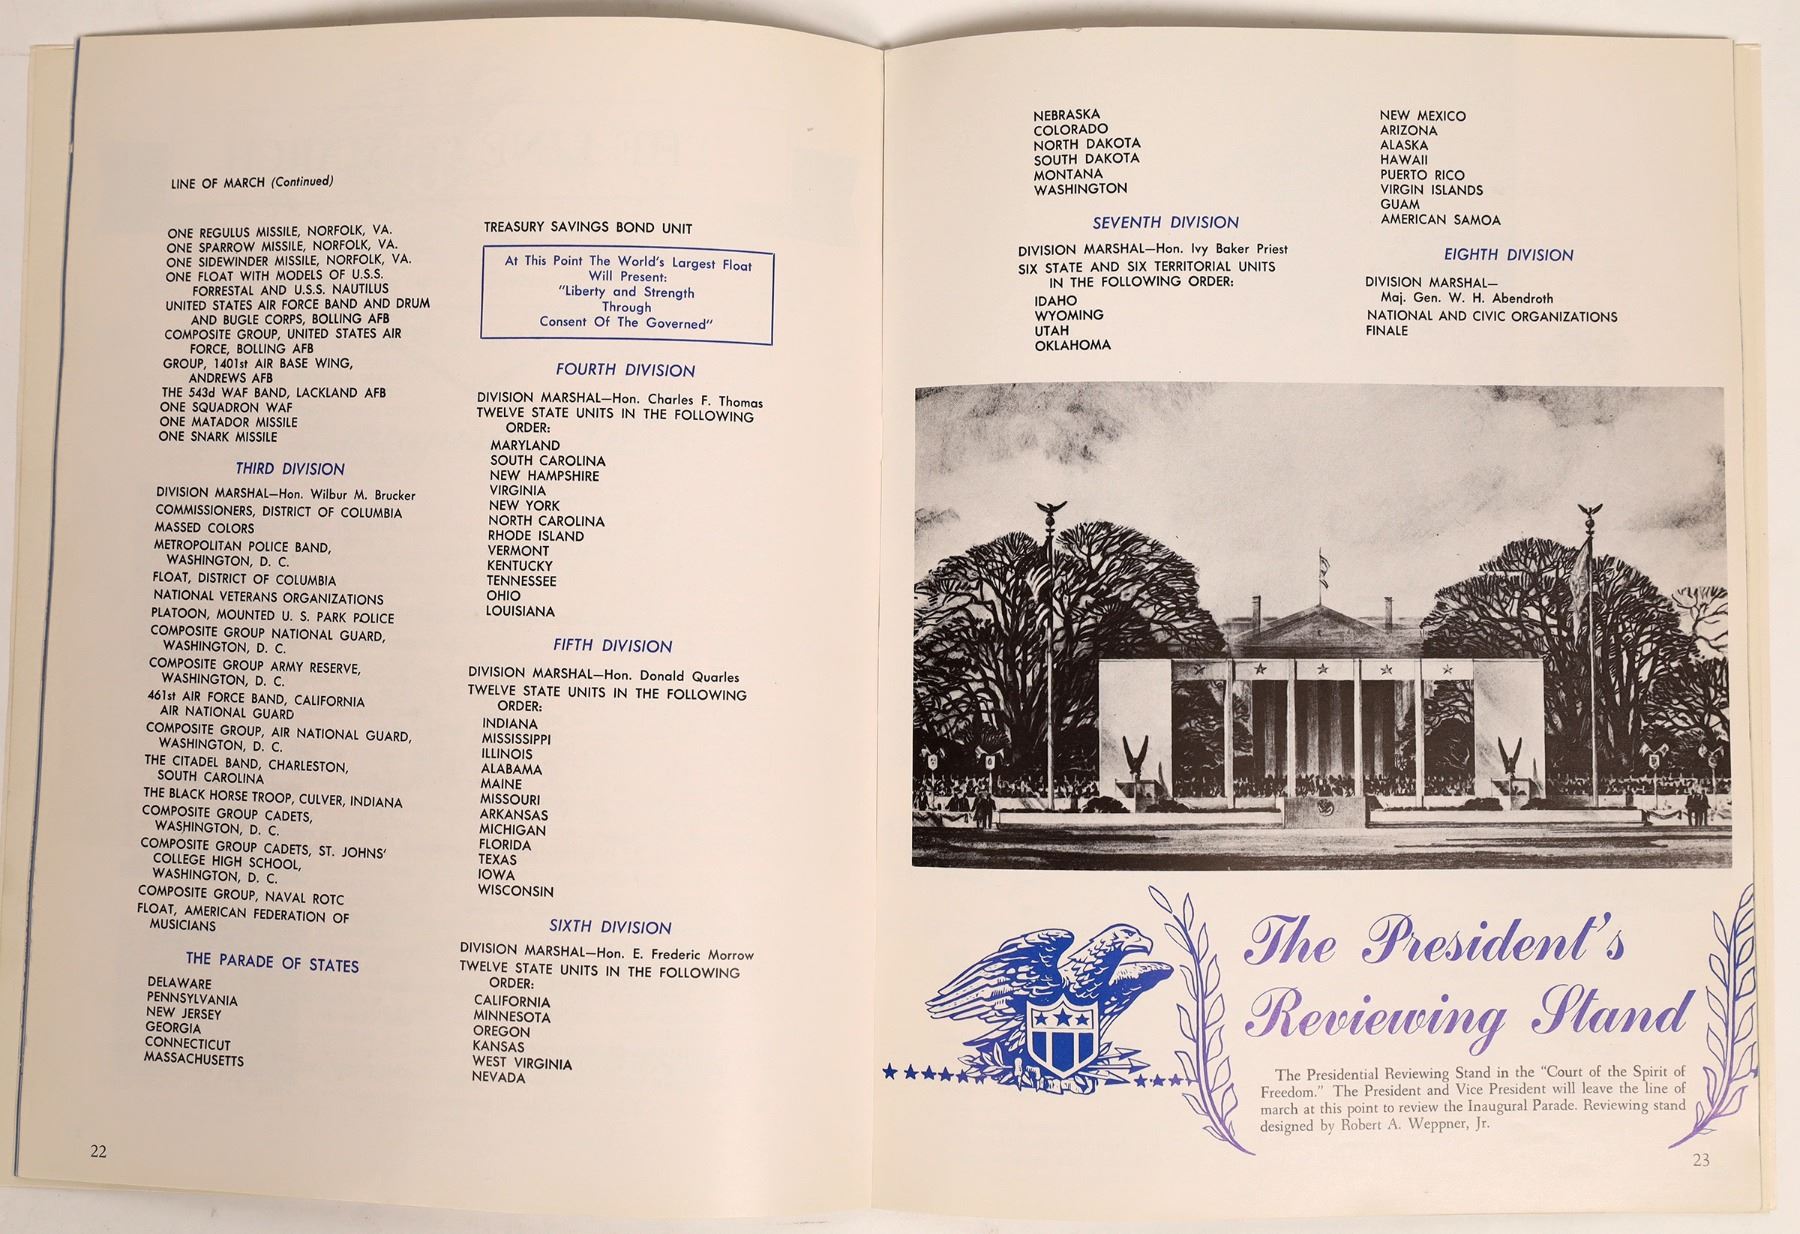 LINE OF MARCH (Continued)
ONE REGULUS MISSILE, NORFOLK, VA.
ONE SPARROW MISSILE, NORFOLK, VA.
ONE SIDEWINDER MISSILE, NORFOLK, VA.
ONE FLOAT WITH MODELS OF U.S.S.
FORRESTAL AND U.S.S. NAUTILUS
UNITED STATES AIR FORCE BAND AND DRUM
AND BUGLE CORPS, BOLLING AFB
COMPOSITE GROUP, UNITED STATES AIR
FORCE, BOLLING AFB
GROUP, 1401st AIR BASE WING,
ANDREWS AFB
THE 543d WAF BAND, LACKLAND AFB
ONE SQUADRON WAF
ONE MATADOR MISSILE
ONE SNARK MISSILE
THIRD DIVISION
DIVISION MARSHAL—Hon. Wilbur M. Brucker
COMMISSIONERS, DISTRICT OF COLUMBIA
MASSED COLORS
METROPOLITAN POLICE BAND,
WASHINGTON, D. C.
FLOAT, DISTRICT OF COLUMBIA
NATIONAL VETERANS ORGANIZATIONS
PLATOON, MOUNTED U. S. PARK POLICE
COMPOSITE GROUP NATIONAL GUARD,
WASHINGTON, D. C.
COMPOSITE GROUP ARMY RESERVE,
WASHINGTON, D. C.
461st AIR FORCE BAND, CALIFORNIA
AIR NATIONAL GUARD
COMPOSITE GROUP, AIR NATIONAL GUARD,
WASHINGTON, D. C.
THE CITADEL BAND, CHARLESTON,
SOUTH CAROLINA
THE BLACK HORSE TROOP, CULVER, INDIANA
COMPOSITE GROUP CADETS,
WASHINGTON, D. C.
COMPOSITE GROUP CADETS, ST. JOHNS'
COLLEGE HIGH SCHOOL,
WASHINGTON, D. C.
COMPOSITE GROUP, NAVAL ROTC
FLOAT, AMERICAN FEDERATION OF
MUSICIANS
THE PARADE OF STATES
DELAWARE
PENNSYLVANIA
NEW JERSEY
GEORGIA
CONNECTICUT
MASSACHUSETTS
TREASURY SAVINGS BOND UNIT
At This Point The World's Largest Float
Will Present:
"Liberty and Strength
Through
Consent Of The Governed"
FOURTH DIVISION
DIVISION MARSHAL—Hon. Charles F. Thomas
TWELVE STATE UNITS IN THE FOLLOWING
ORDER:
MARYLAND
SOUTH CAROLINA
NEW HAMPSHIRE
VIRGINIA
NEW YORK
NORTH CAROLINA
RHODE ISLAND
VERMONT
KENTUCKY
TENNESSEE
OHIO
LOUISIANA
FIFTH DIVISION
DIVISION MARSHAL—Hon. Donald Quarles
TWELVE STATE UNITS IN THE FOLLOWING
ORDER:
INDIANA
MISSISSIPPI
ILLINOIS
ALABAMA
MAINE
MISSOURI
ARKANSAS
MICHIGAN
FLORIDA
TEXAS
IOWA
WISCONSIN
SIXTH DIVISION
DIVISION MARSHAL—Hon. E. Frederic Morrow
TWELVE STATE UNITS IN THE FOLLOWING
ORDER:
CALIFORNIA
MINNESOTA
OREGON
KANSAS
WEST VIRGINIA
NEVADA
22
NEBRASKA
COLORADO
NORTH DAKOTA
SOUTH DAKOTA
MONTANA
WASHINGTON
SEVENTH DIVISION
DIVISION MARSHAL—Hon. Ivy Baker Priest
SIX STATE AND SIX TERRITORIAL UNITS
IN THE FOLLOWING ORDER:
IDAHO
WYOMING
UTAH
OKLAHOMA
NEW MEXICO
ARIZONA
ALASKA
HAWAII
PUERTO RICO
VIRGIN ISLANDS
GUAM
AMERICAN SAMOA
EIGHTH DIVISION
DIVISION MARSHAL—
Maj. Gen. W. H. Abendroth
NATIONAL AND CIVIC ORGANIZATIONS
FINALE
The President's
Reviewing Stand
The Presidential Reviewing Stand in the "Court of the Spirit of
Freedom." The President and Vice President will leave the line of
march at this point to review the Inaugural Parade. Reviewing stand
designed by Robert A. Weppner, Jr.
23